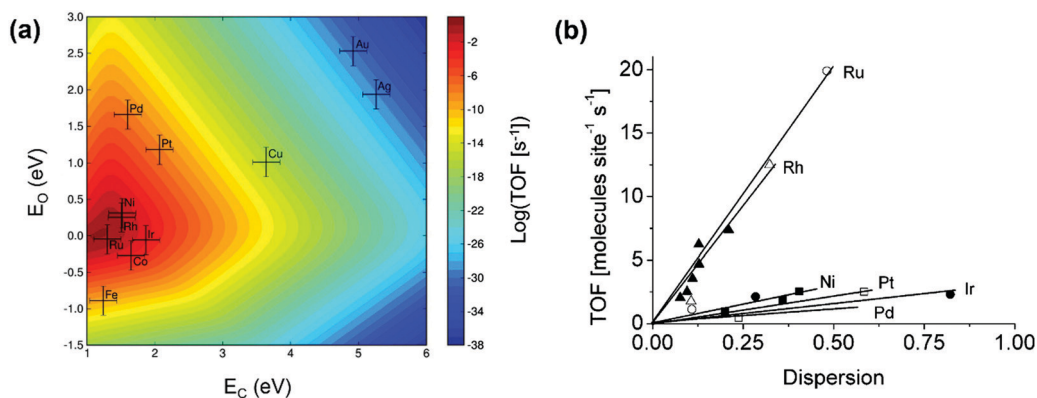 (a)
3.0
2.5
2.0
1.5
1.0
0.5
0.0
-0.5
-1.0
-1.5
E_O (eV)
Au
Ag
Pd
Pt
Cu
Ni
Rh
Ru
Ir
Co
Fe
1 2 3 4 5 6
E_C (eV)
-2
-6
-10
-14
-18
-22
-26
-30
-33
-38
Log(TOF [s⁻¹])
(b)
20
15
10
5
0
TOF [molecules site⁻¹ s⁻¹]
Ru
Rh
Ni
Pt
Ir
Pd
0.00 0.25 0.50 0.75 1.00
Dispersion